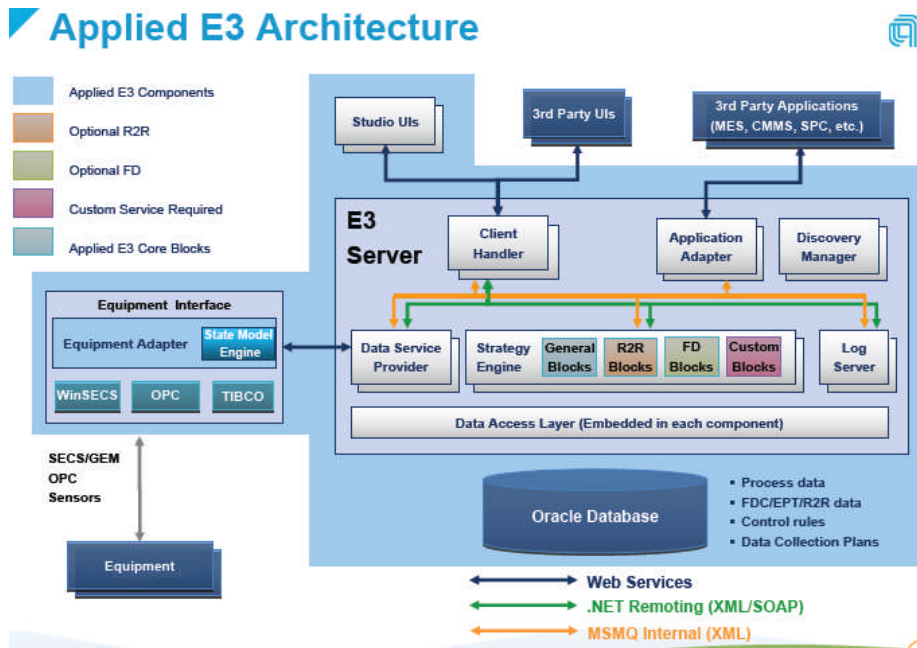 Applied E3 Architecture
Applied E3 Components
Optional R2R
Optional FD
Custom Service Required
Applied E3 Core Blocks
Studio UIs
3rd Party UIs
3rd Party Applications
(MES, CMMS, SPC, etc.)
E3
Server
Client
Handler
Application
Adapter
Discovery
Manager
Equipment Interface
Equipment Adapter
State Model
Engine
WinSECS
OPC
TIBCO
Data Service
Provider
Strategy
Engine
General
Blocks
R2R
Blocks
FD
Blocks
Custom
Blocks
Log
Server
Data Access Layer (Embedded in each component)
SECS/GEM
OPC
Sensors
Equipment
Oracle Database
▪ Process data
▪ FDC/EPT/R2R data
▪ Control rules
▪ Data Collection Plans
Web Services
.NET Remoting (XML/SOAP)
MSMQ Internal (XML)